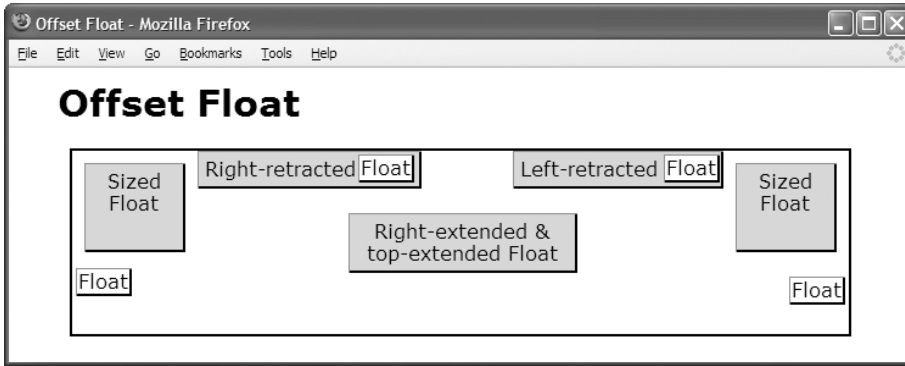 Offset Float - Mozilla Firefox
File Edit View Go Bookmarks Tools Help
Offset Float
Sized
Float
Right-retracted Float
Left-retracted Float
Sized
Float
Right-extended &
top-extended Float
Float
Float